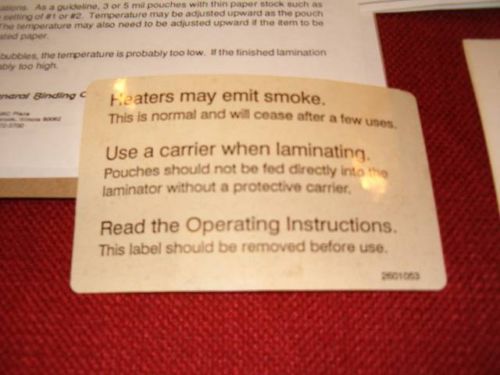 ations. As a guideline, 3 or 5 mil pouches with thin paper stock such as
setting of #1 or #2. Temperature may be adjusted upward as the pouch
The temperature may also need to be adjusted upward if the item to be
ated paper.
bubbles, the temperature is probably too low. If the finished lamination
ably too high.
eneral Binding C
GBC Plaza
Illinois 60062
Heaters may emit smoke.
This is normal and will cease after a few uses.
Use a carrier when laminating.
Pouches should not be fed directly into the
laminator without a protective carrier.
Read the Operating Instructions.
This label should be removed before use.
2601053